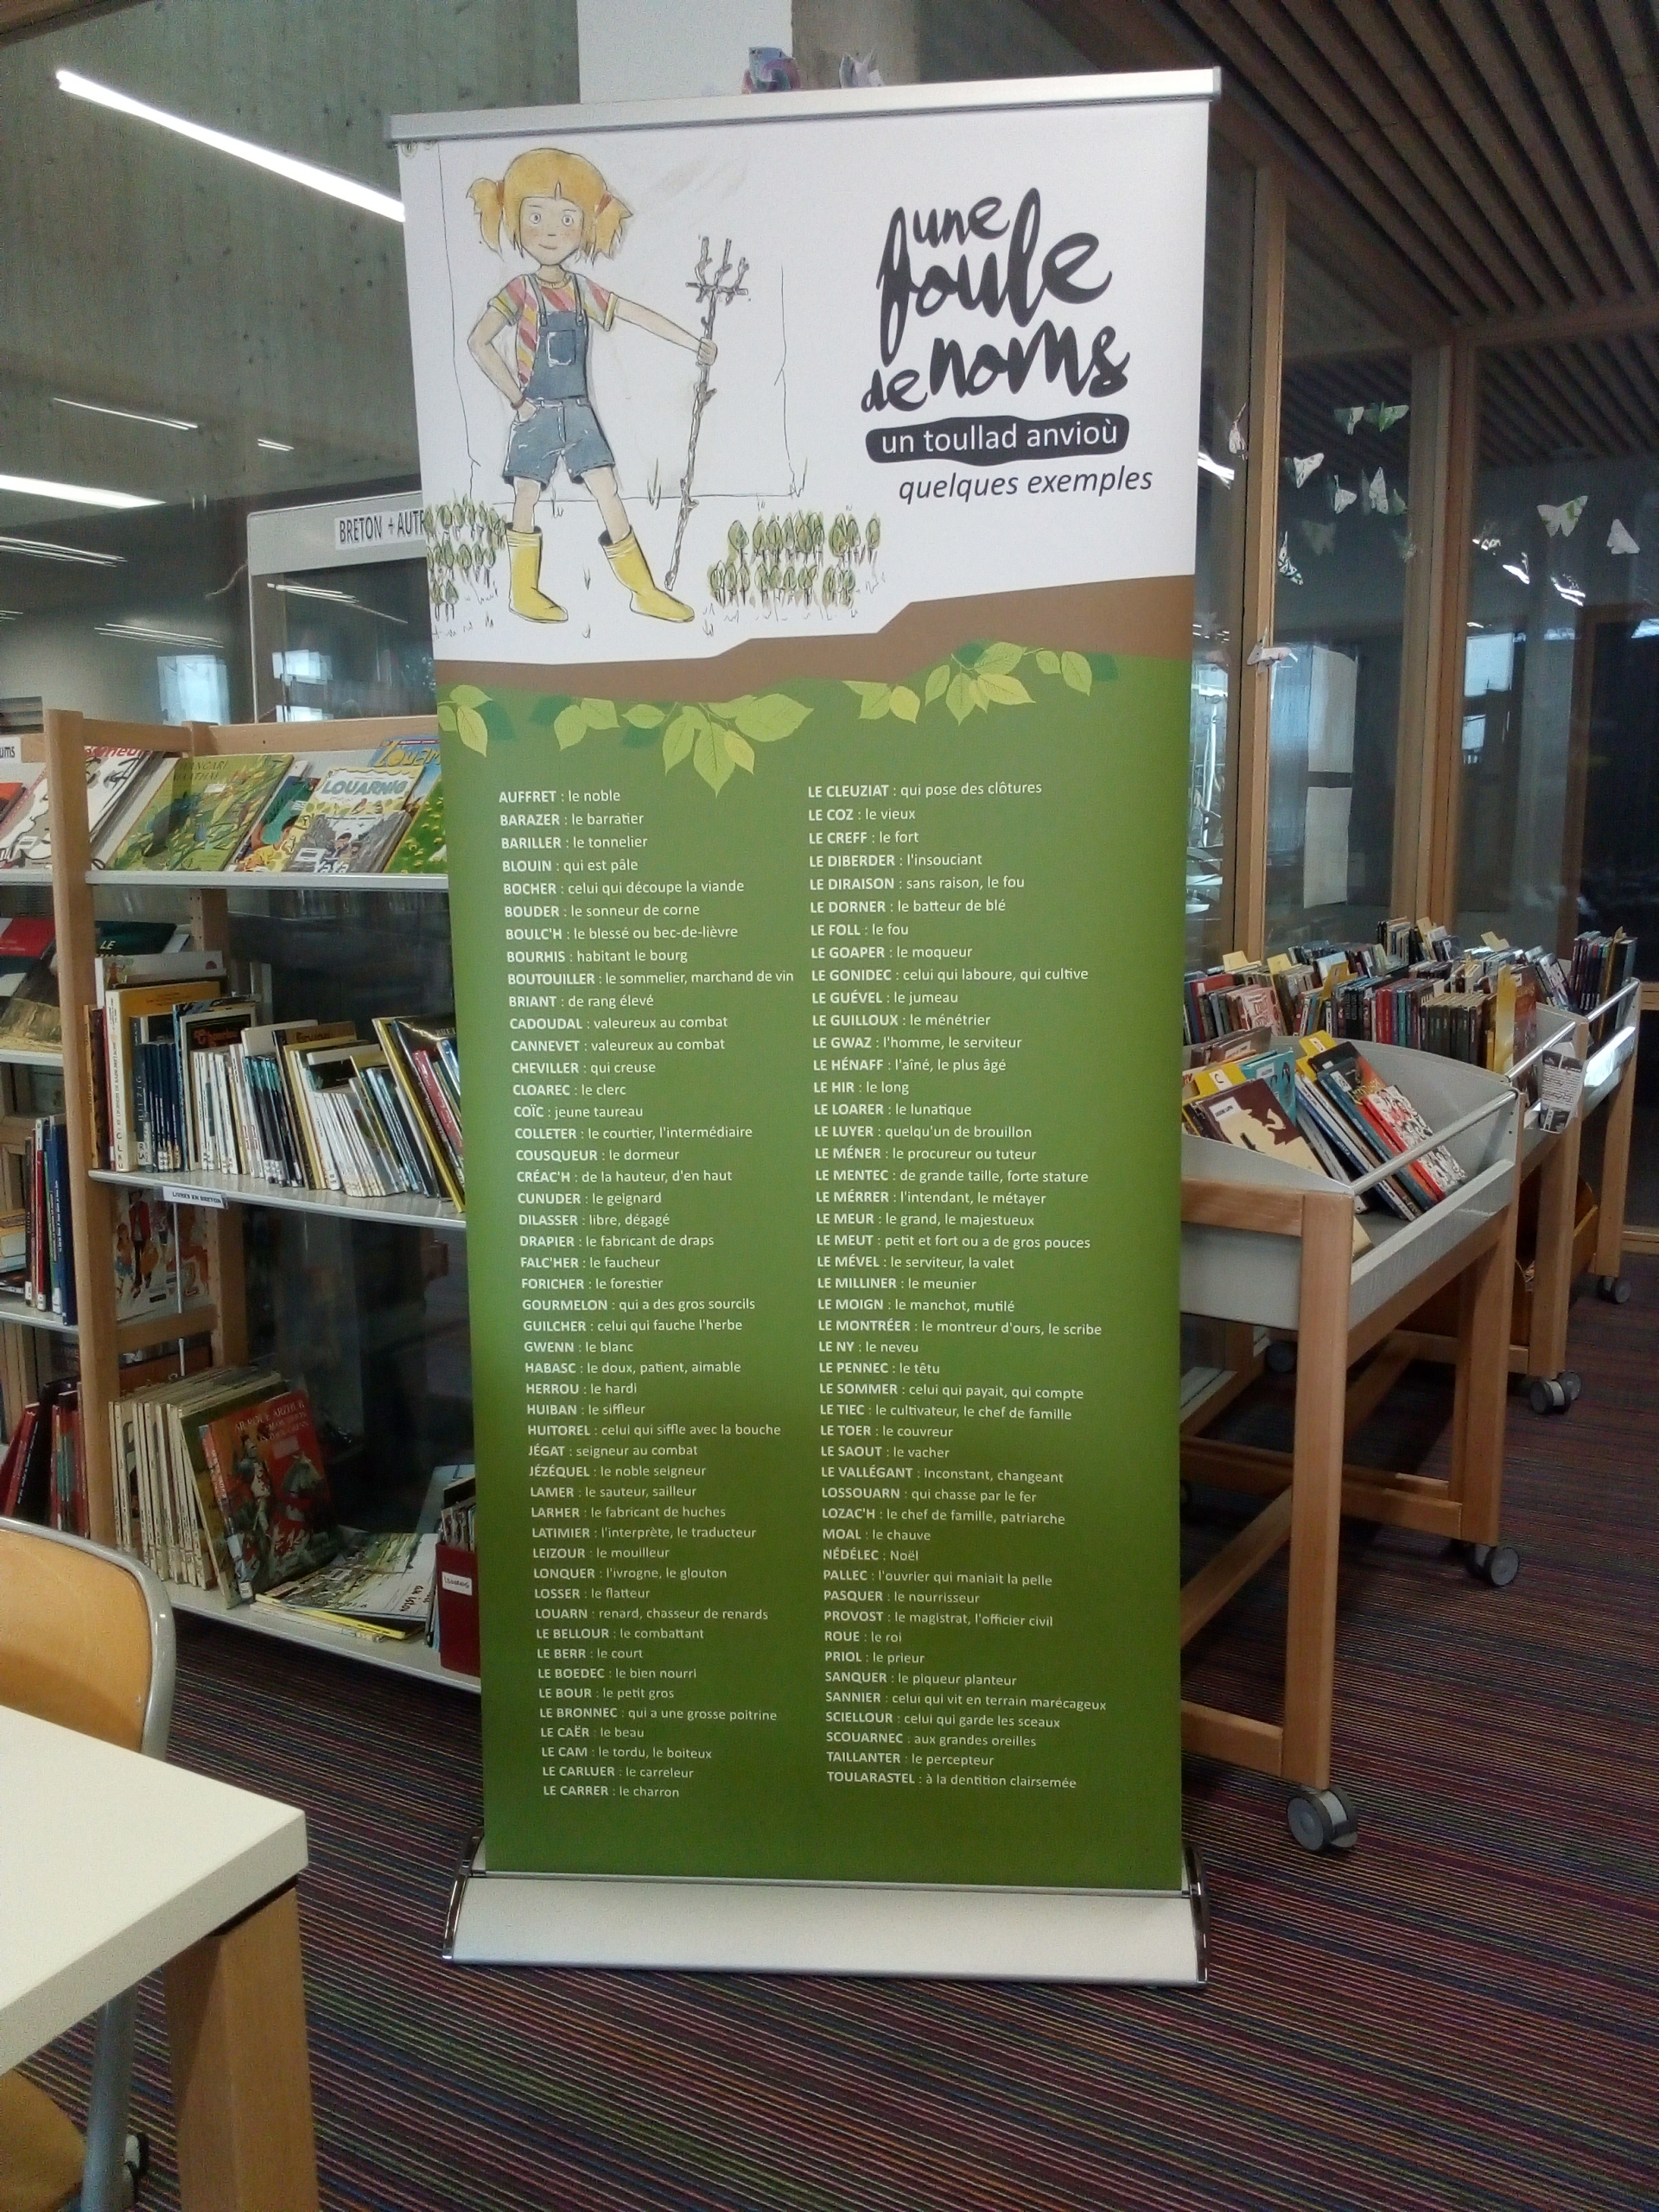 une
foule
de noms
un toullad anvioù
quelques exemples
BRETON + AUTR
AUFFRET : le noble
BARAZER : le barratier
BARILLER : le tonnelier
BLOUIN : qui est pâle
BOCHER : celui qui découpe la viande
BOUDER : le sonneur de corne
BOULC'H : le blessé ou bec-de-lièvre
BOURHIS : habitant le bourg
BOUTOUILLER : le sommelier, marchand de vin
BRIANT : de rang élevé
CADOUDAL : valeureux au combat
CANNEVET : valeureux au combat
CHEVILLER : qui creuse
CLOAREC : le clerc
COÏC : jeune taureau
COLLETER : le courtier, l'intermédiaire
COUSQUEUR : le dormeur
CRÉAC'H : de la hauteur, d'en haut
CUNUDER : le geignard
DILASSER : libre, dégagé
DRAPIER : le fabricant de draps
FALC'HER : le faucheur
FORICHER : le forestier
GOURMELON : qui a des gros sourcils
GUILCHER : celui qui fauche l'herbe
GWENN : le blanc
HABASC : le doux, patient, aimable
HERROU : le hardi
HUIBAN : le siffleur
HUITOREL : celui qui siffle avec la bouche
JÉGAT : seigneur au combat
JÉZÉQUEL : le noble seigneur
LAMER : le sauteur, sailleur
LARHER : le fabricant de huches
LATIMIER : l'interprète, le traducteur
LEIZOUR : le mouilleur
LONQUER : l'ivrogne, le glouton
LOSSER : le flatteur
LOUARN : renard, chasseur de renards
LE BELLOUR : le combattant
LE BERR : le court
LE BOEDEC : le bien nourri
LE BOUR : le petit gros
LE BRONNEC : qui a une grosse poitrine
LE CAËR : le beau
LE CAM : le tordu, le boiteux
LE CARLUER : le carreleur
LE CARRER : le charron
LE CLEUZIAT : qui pose des clôtures
LE COZ : le vieux
LE CREFF : le fort
LE DIBERDER : l'insouciant
LE DIRAISON : sans raison, le fou
LE DORNER : le batteur de blé
LE FOLL : le fou
LE GOAPER : le moqueur
LE GONIDEC : celui qui laboure, qui cultive
LE GUÉVEL : le jumeau
LE GUILLOUX : le ménétrier
LE GWAZ : l'homme, le serviteur
LE HÉNAFF : l'aîné, le plus âgé
LE HIR : le long
LE LOARER : le lunatique
LE LUYER : quelqu'un de brouillon
LE MÉNER : le procureur ou tuteur
LE MENTEC : de grande taille, forte stature
LE MÉRRER : l'intendant, le métayer
LE MEUR : le grand, le majestueux
LE MEUT : petit et fort ou a de gros pouces
LE MÉVEL : le serviteur, la valet
LE MILLINER : le meunier
LE MOIGN : le manchot, mutilé
LE MONTRÉER : le montreur d'ours, le scribe
LE NY : le neveu
LE PENNEC : le têtu
LE SOMMER : celui qui payait, qui compte
LE TIEC : le cultivateur, le chef de famille
LE TOER : le couvreur
LE SAOUT : le vacher
LE VALLÉGANT : inconstant, changeant
LOSSOUARN : qui chasse par le fer
LOZAC'H : le chef de famille, patriarche
MOAL : le chauve
NÉDÉLEC : Noël
PALLEC : l'ouvrier qui maniait la pelle
PASQUER : le nourrisseur
PROVOST : le magistrat, l'officier civil
ROUE : le roi
PRIOL : le prieur
SANQUER : le piqueur planteur
SANNIER : celui qui vit en terrain marécageux
SCIELLOUR : celui qui garde les sceaux
SCOUARNEC : aux grandes oreilles
TAILLANTER : le percepteur
TOULARASTEL : à la dentition clairsemée
LOUARNIG
LIVRES EN BRETON